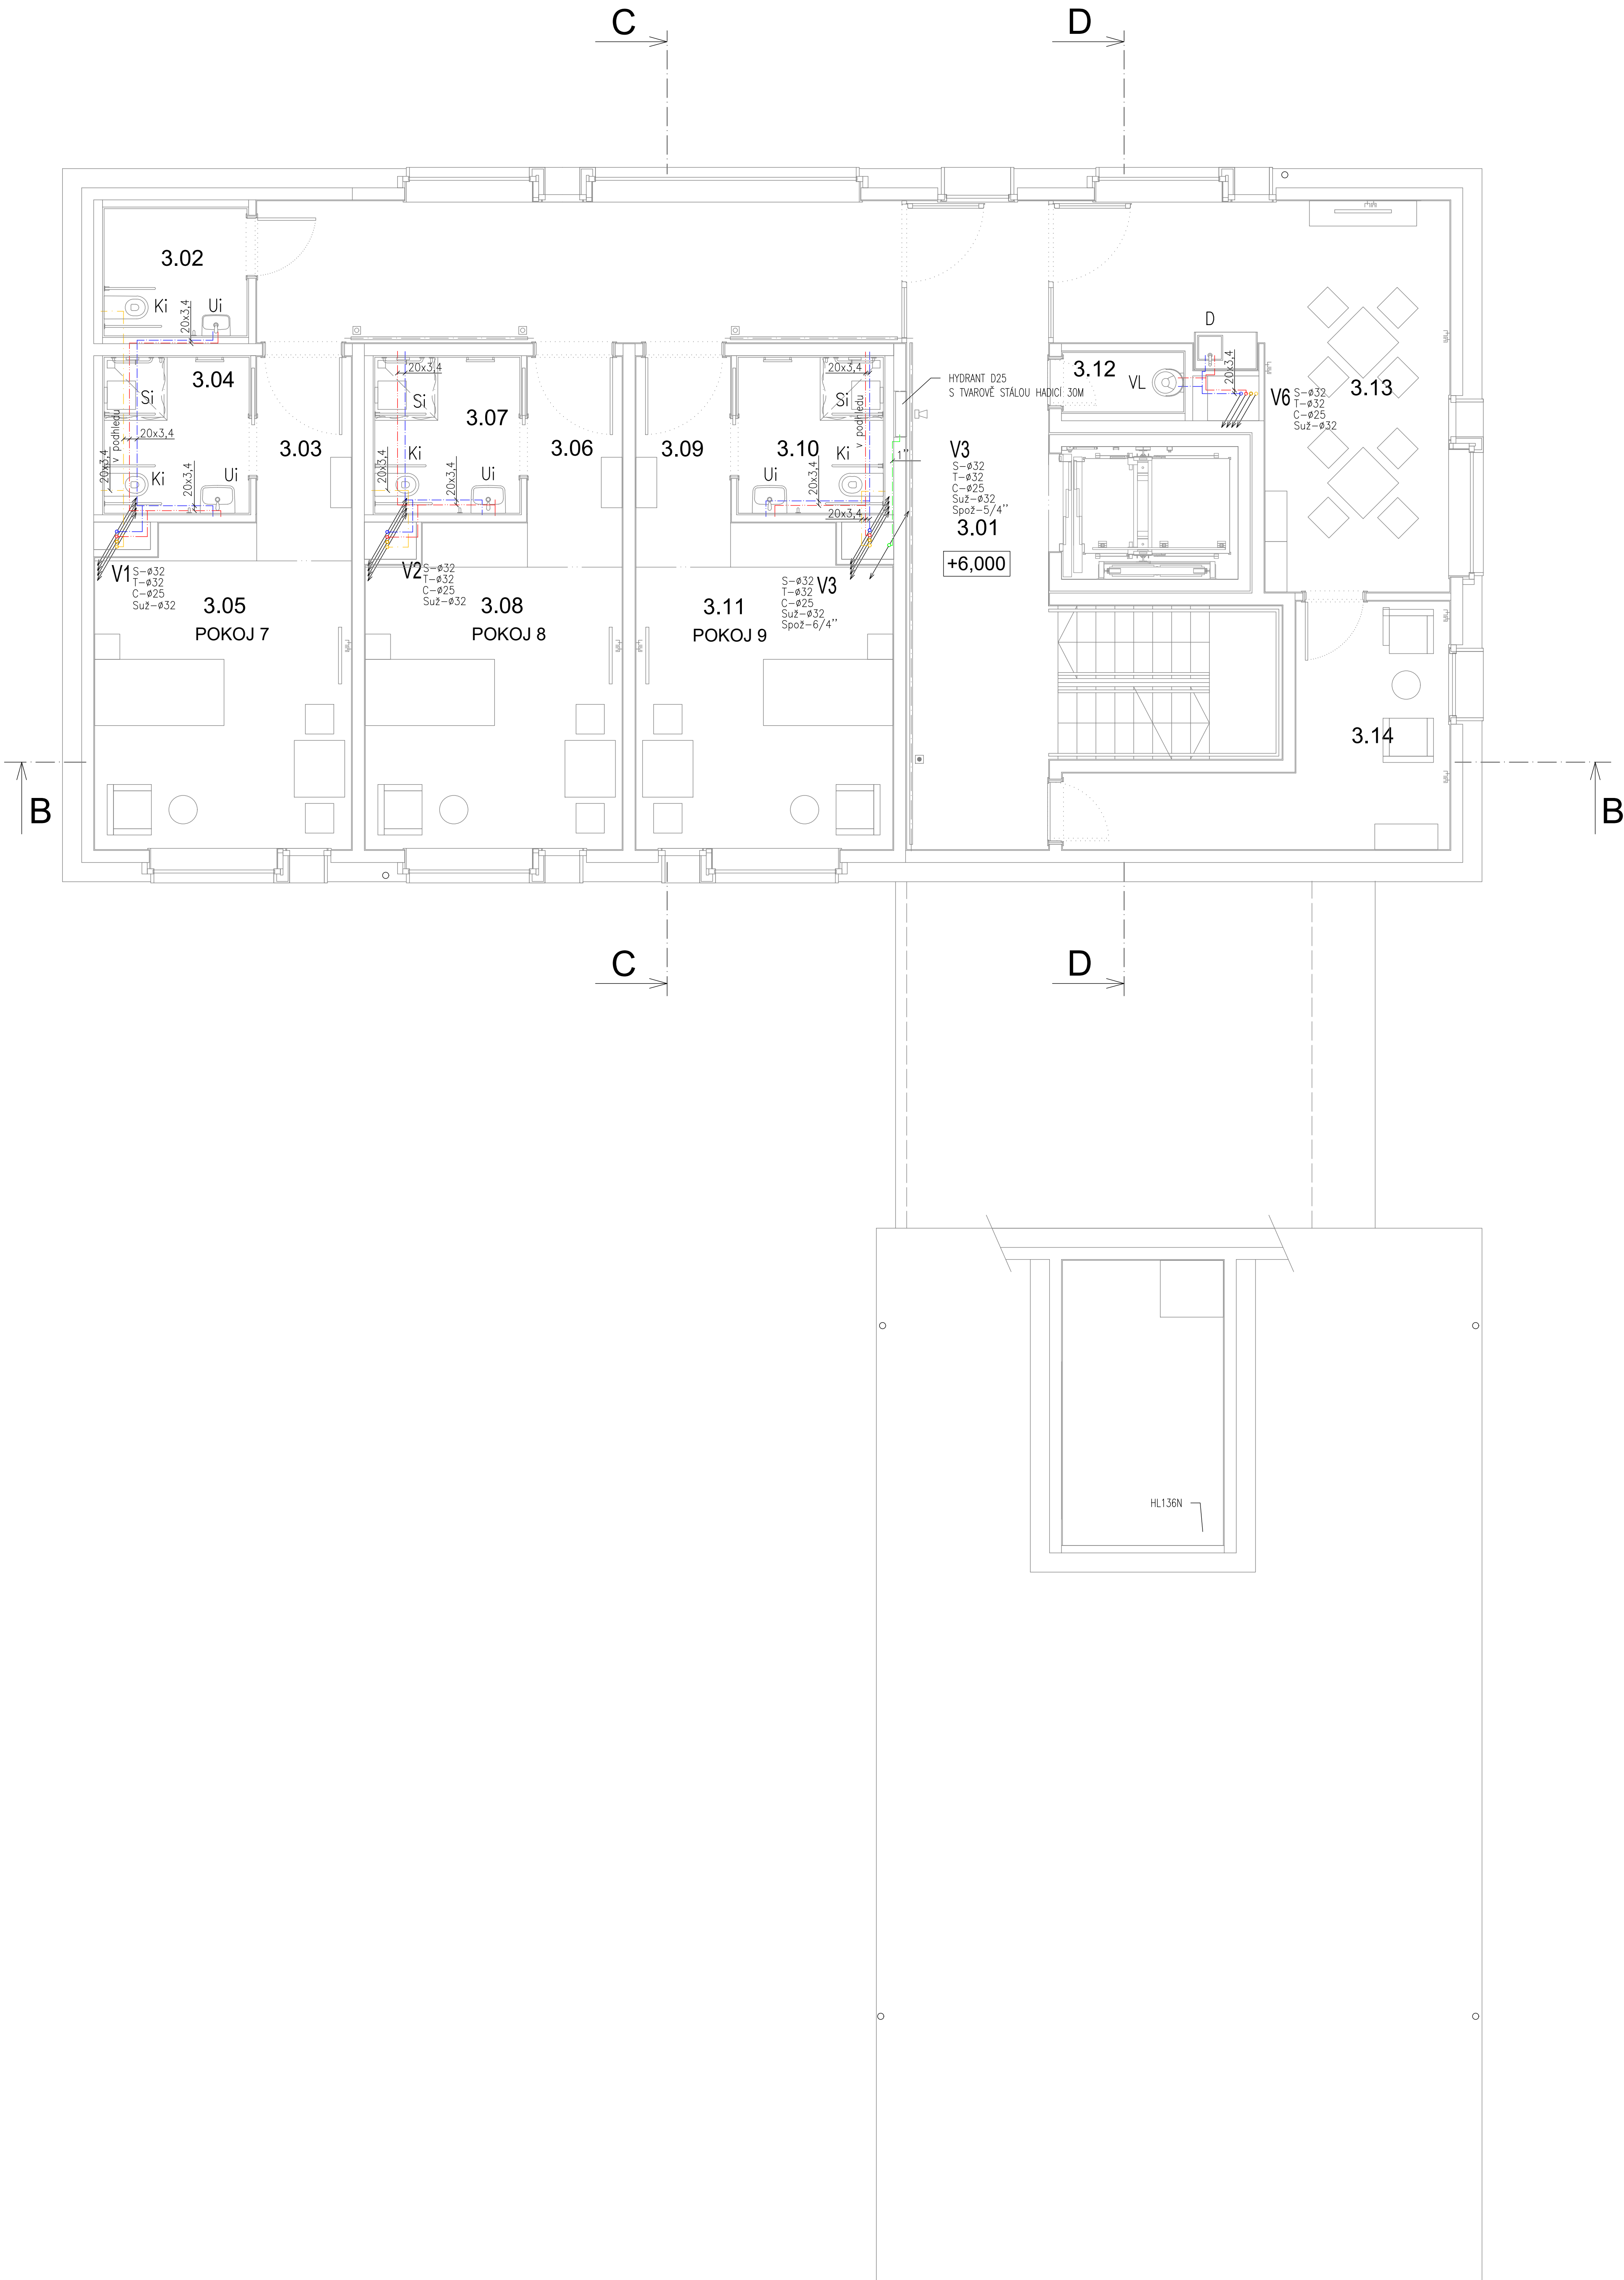 C
D
3.02
Ki
20x3,4
Ui
3.04
Si
v podhledu
20x3,4
20x3,4
Ki
20x3,4
Ui
3.03
20x3,4
Si
3.07
Ki
20x3,4
20x3,4
Ui
3.06
3.09
20x3,4
Si
v podhledu
3.10
Ui
20x3,4
Ki
20x3,4
1''
HYDRANT D25
S TVAROVĚ STÁLOU HADICÍ 30M
3.12
VL
D
20x3,4
V6
S-ø32
T-ø32
C-ø25
Suž-ø32
3.13
V3
S-ø32
T-ø32
C-ø25
Suž-ø32
Spož-5/4''
3.01
+6,000
V1
S-ø32
T-ø32
C-ø25
Suž-ø32
3.05
POKOJ 7
V2
S-ø32
T-ø32
C-ø25
Suž-ø32
3.08
POKOJ 8
3.11
POKOJ 9
V3
S-ø32
T-ø32
C-ø25
Suž-ø32
Spož-6/4''
3.14
B
B
C
D
HL136N